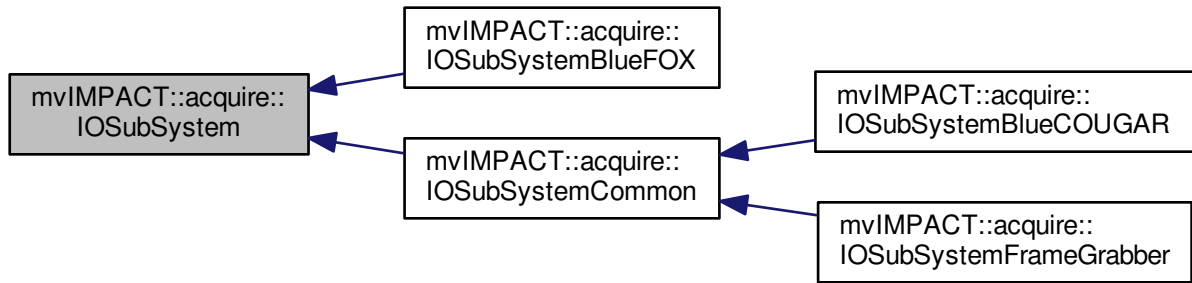 mvIMPACT::acquire::
IOSubSystem
mvIMPACT::acquire::
IOSubSystemBlueFOX
mvIMPACT::acquire::
IOSubSystemCommon
mvIMPACT::acquire::
IOSubSystemBlueCOUGAR
mvIMPACT::acquire::
IOSubSystemFrameGrabber